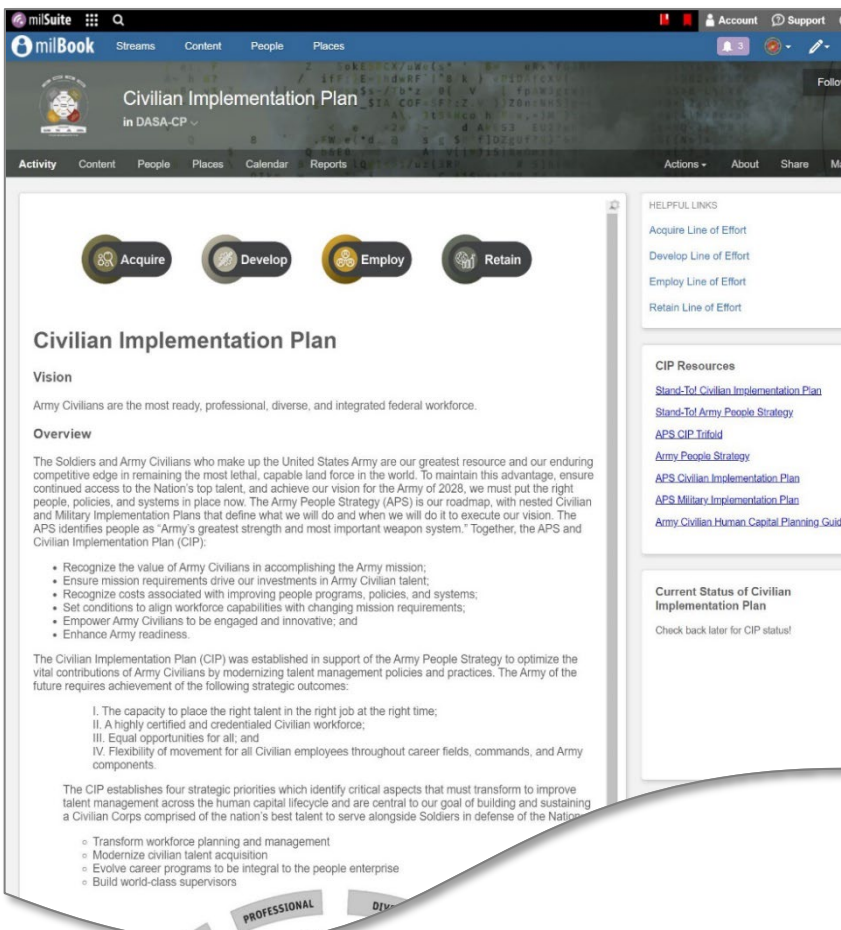 milSuite
Account Support
milBook Streams Content People Places
3
Civilian Implementation Plan
in DASA-CP
Activity Content People Places Calendar Reports
Actions About Share
Acquire Develop Employ Retain
Civilian Implementation Plan
Vision
Army Civilians are the most ready, professional, diverse, and integrated federal workforce.
Overview
The Soldiers and Army Civilians who make up the United States Army are our greatest resource and our enduring
competitive edge in remaining the most lethal, capable land force in the world. To maintain this advantage, ensure
continued access to the Nation's top talent, and achieve our vision for the Army of 2028, we must put the right
people, policies, and systems in place now. The Army People Strategy (APS) is our roadmap, with nested Civilian
and Military Implementation Plans that define what we will do and when we will do it to execute our vision. The
APS identifies people as “Army's greatest strength and most important weapon system.” Together, the APS and
Civilian Implementation Plan (CIP):
• Recognize the value of Army Civilians in accomplishing the Army mission;
• Ensure mission requirements drive our investments in Army Civilian talent;
• Recognize costs associated with improving people programs, policies, and systems;
• Set conditions to align workforce capabilities with changing mission requirements;
• Empower Army Civilians to be engaged and innovative; and
• Enhance Army readiness.
The Civilian Implementation Plan (CIP) was established in support of the Army People Strategy to optimize the
vital contributions of Army Civilians by modernizing talent management policies and practices. The Army of the
future requires achievement of the following strategic outcomes:
I. The capacity to place the right talent in the right job at the right time;
II. A highly certified and credentialed Civilian workforce;
III. Equal opportunities for all; and
IV. Flexibility of movement for all Civilian employees throughout career fields, commands, and Army
components.
The CIP establishes four strategic priorities which identify critical aspects that must transform to improve
talent management across the human capital lifecycle and are central to our goal of building and sustaining
a Civilian Corps comprised of the nation's best talent to serve alongside Soldiers in defense of the Nation
○ Transform workforce planning and management
○ Modernize civilian talent acquisition
○ Evolve career programs to be integral to the people enterprise
○ Build world-class supervisors
PROFESSIONAL
HELPFUL LINKS
Acquire Line of Effort
Develop Line of Effort
Employ Line of Effort
Retain Line of Effort
CIP Resources
Stand-To! Civilian Implementation Plan
Stand-To! Army People Strategy
APS CIP Trifold
Army People Strategy
APS Civilian Implementation Plan
APS Military Implementation Plan
Army Civilian Human Capital Planning Guid
Current Status of Civilian
Implementation Plan
Check back later for CIP status!